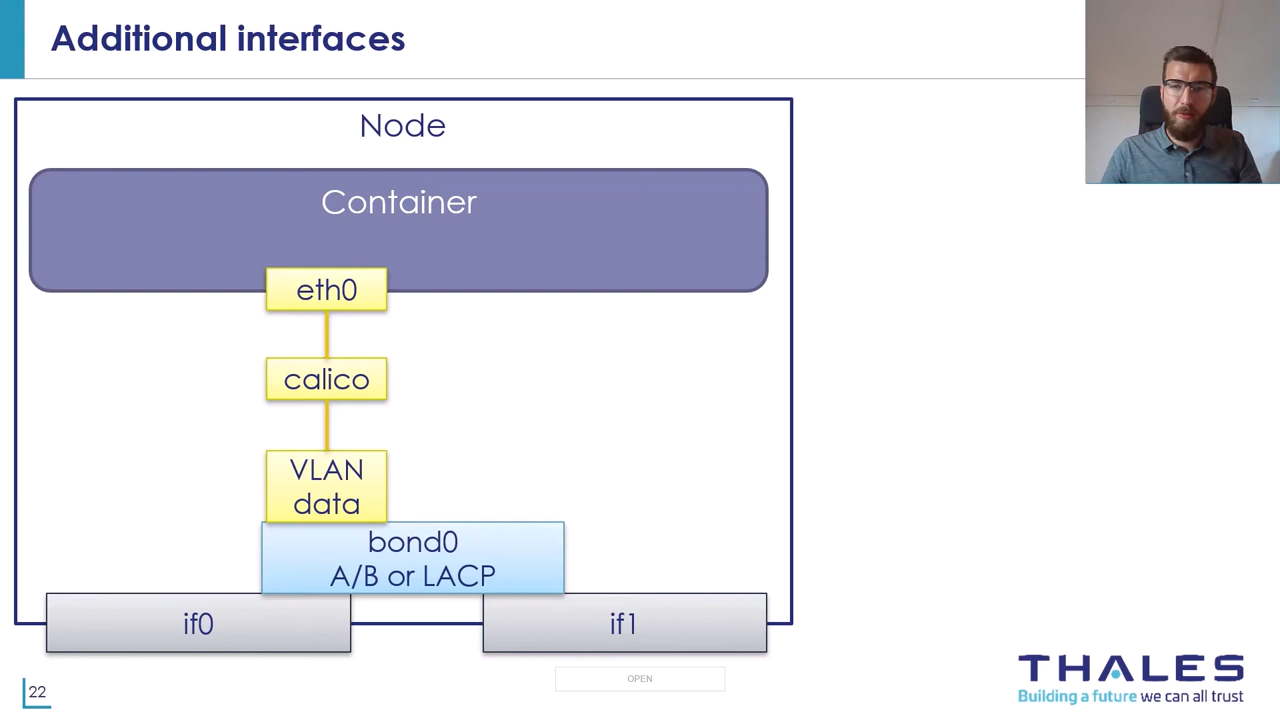 Additional interfaces
Node
Container
eth0
calico
VLAN
data
bond0
A/B or LACP
if0
if1
OPEN
22
THALES
Building a future we can all trust